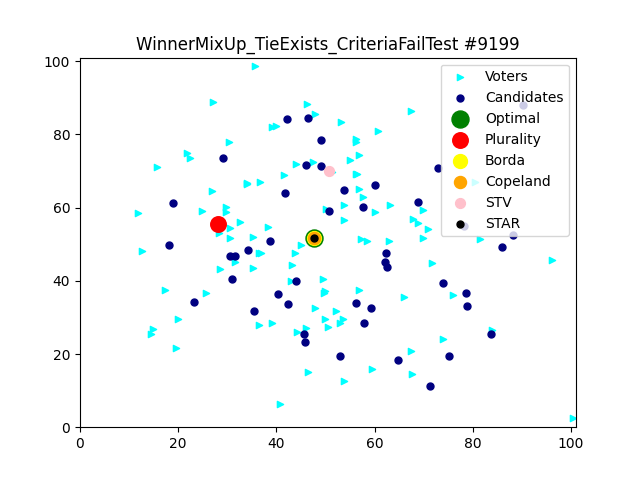 WinnerMixUp_TieExists_CriteriaFailTest #9199
Voters
Candidates
Optimal
Plurality
Borda
Copeland
STV
STAR
100
80
60
40
20
0
0 20 40 60 80 100